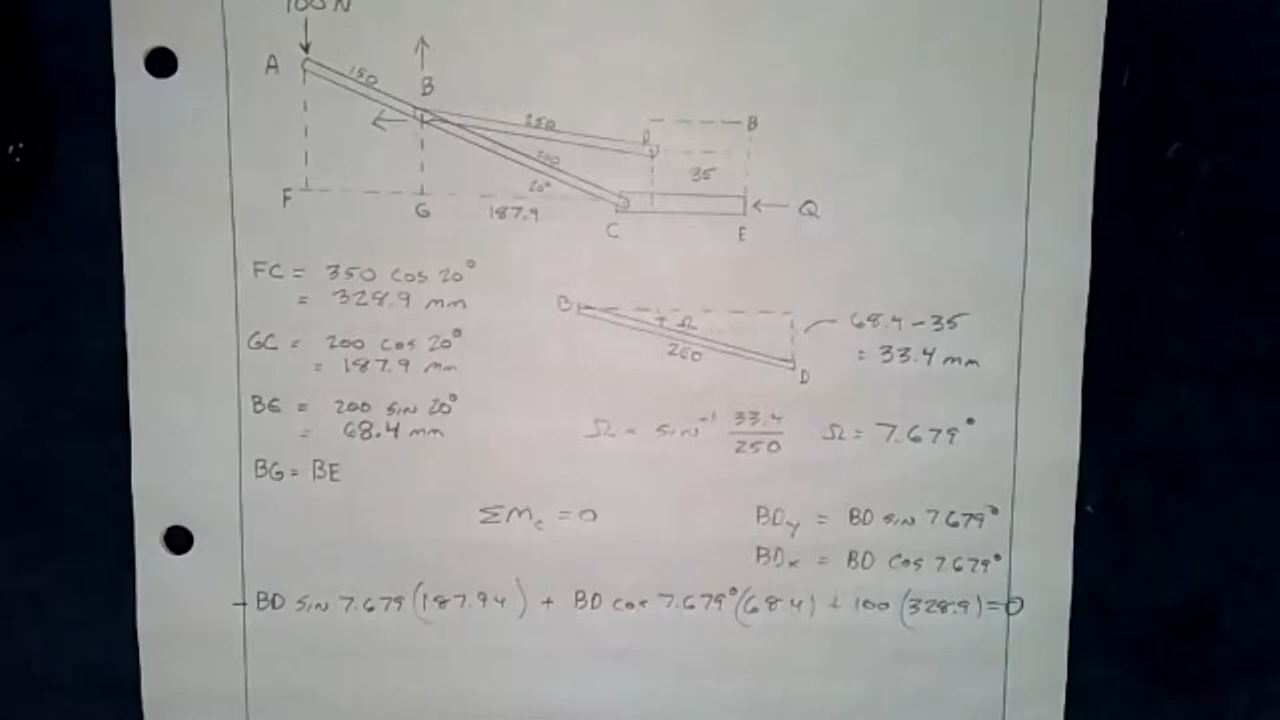 100 N
A
150
B
250
D
B
200
35
20°
F
G
187.9
C
E
Q
FC = 350 cos 20°
= 328.9 mm
B
Ω
250
D
68.4 - 35
= 33.4 mm
GC = 200 cos 20°
= 187.9 mm
BE = 200 sin 20°
= 68.4 mm
Ω = sin⁻¹ 33.4
250
Ω = 7.679°
BG = BE
ΣM_c = 0
BD_y = BD sin 7.679°
BD_x = BD cos 7.679°
- BD sin 7.679 (187.94) + BD cos 7.679° (68.4) + 100 (328.9) = 0